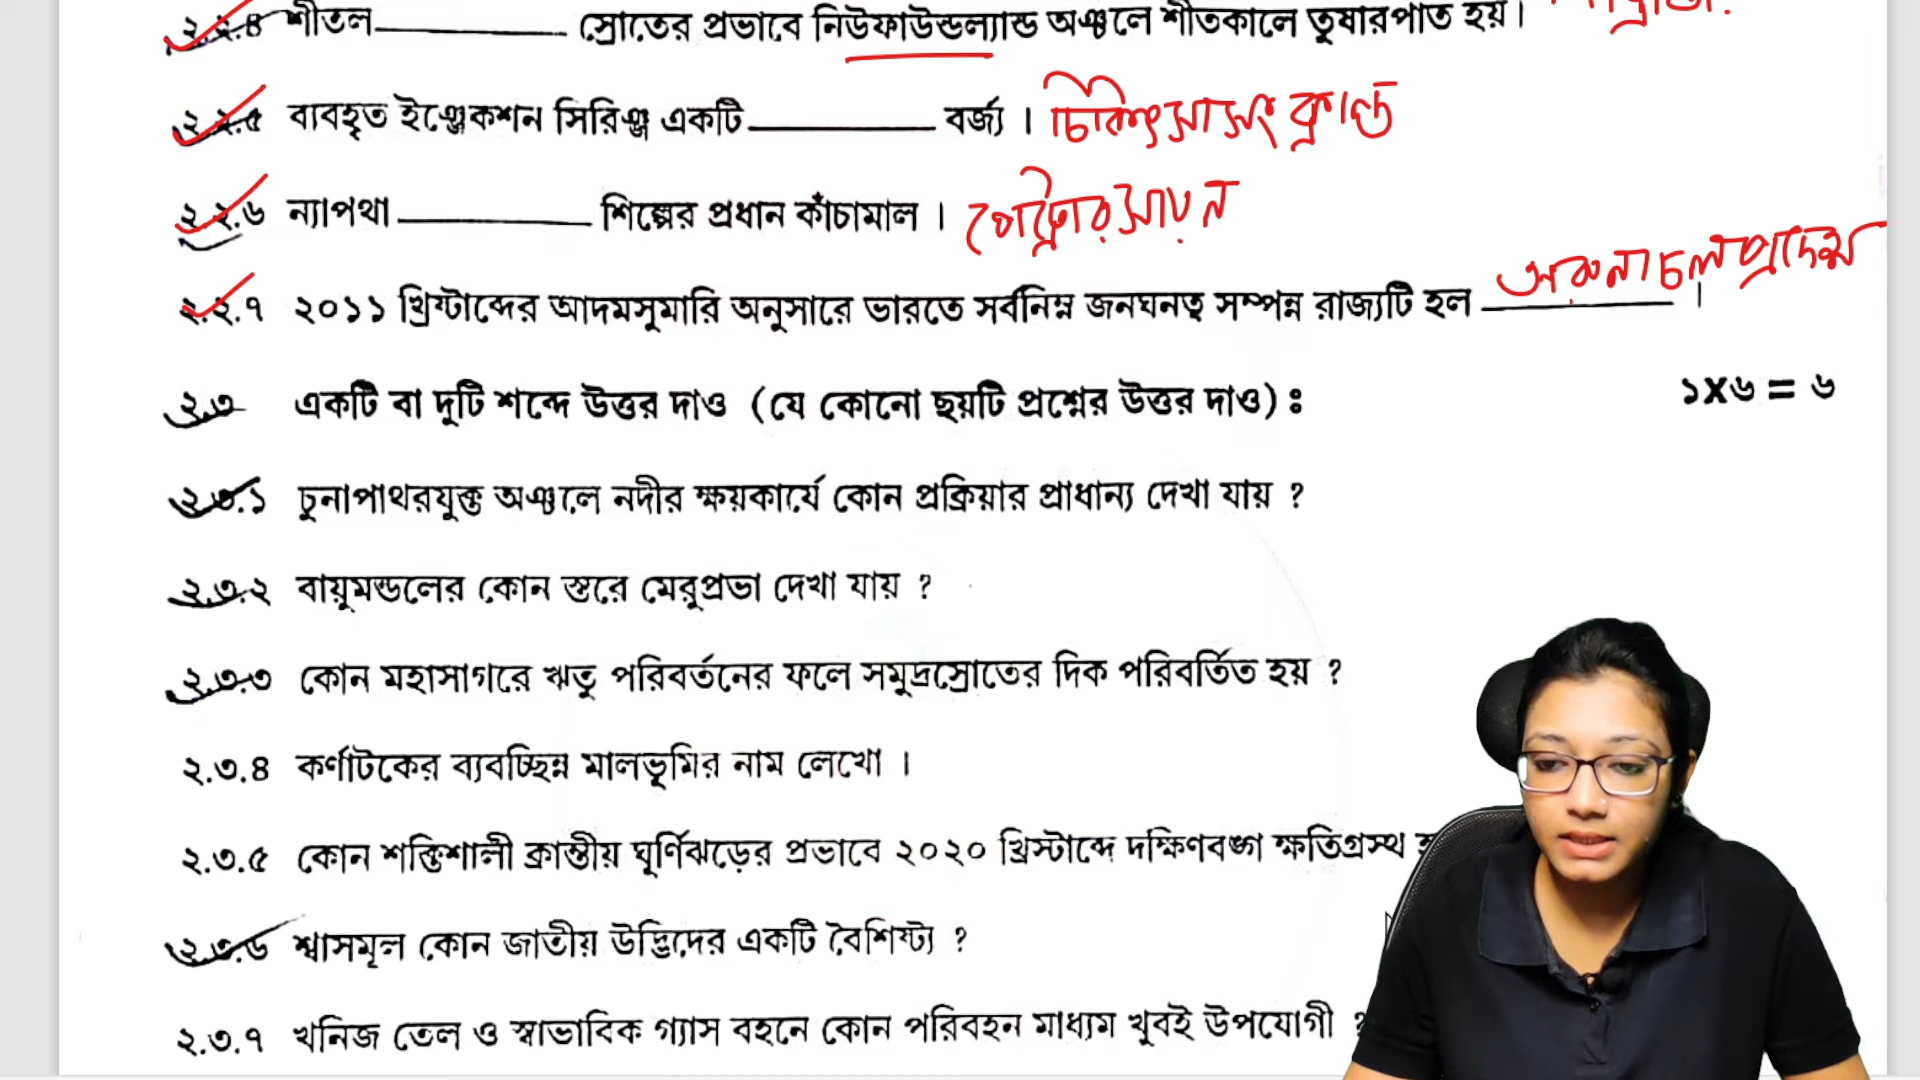 ২.২.৪ শীতল__________ স্রোতের প্রভাবে নিউফাউন্ডল্যান্ড অঞ্চলে শীতকালে তুষারপাত হয়।
২.২.৫ ব্যবহৃত ইঞ্জেকশন সিরিঞ্জ একটি__________ বর্জ্য । চিকিৎসাসংক্রান্ত
২.২.৬ ন্যাপথা__________ শিল্পের প্রধান কাঁচামাল । পেট্রোরসায়ন
২.২.৭ ২০১১ খ্রিষ্টাব্দের আদমসুমারি অনুসারে ভারতে সর্বনিম্ন জনঘনত্ব সম্পন্ন রাজ্যটি হল __________ । অরুনাচলপ্রদেশ
২.৩ একটি বা দুটি শব্দে উত্তর দাও (যে কোনো ছয়টি প্রশ্নের উত্তর দাও) : ১X৬ = ৬
২.৩.১ চুনাপাথরযুক্ত অঞ্চলে নদীর ক্ষয়কার্যে কোন প্রক্রিয়ার প্রাধান্য দেখা যায় ?
২.৩.২ বায়ুমন্ডলের কোন স্তরে মেরুপ্রভা দেখা যায় ?
২.৩.৩ কোন মহাসাগরে ঋতু পরিবর্তনের ফলে সমুদ্রস্রোতের দিক পরিবর্তিত হয় ?
২.৩.৪ কর্ণাটকের ব্যবচ্ছিন্ন মালভূমির নাম লেখো ।
২.৩.৫ কোন শক্তিশালী ক্রান্তীয় ঘূর্ণিঝড়ের প্রভাবে ২০২০ খ্রিস্টাব্দে দক্ষিণবঙ্গ ক্ষতিগ্রস্থ
২.৩.৬ শ্বাসমূল কোন জাতীয় উদ্ভিদের একটি বৈশিষ্ট্য ?
২.৩.৭ খনিজ তেল ও স্বাভাবিক গ্যাস বহনে কোন পরিবহন মাধ্যম খুবই উপযোগী ?